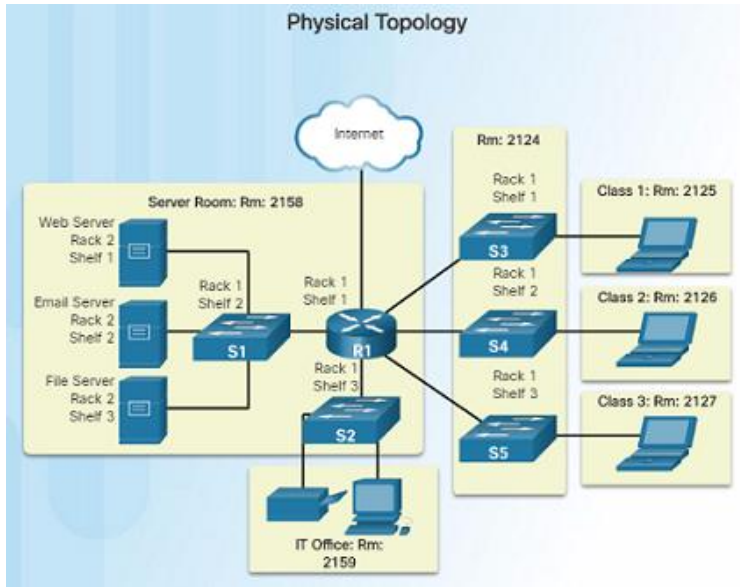 Physical Topology
Internet
Rm: 2124
Rack 1
Shelf 1
Class 1: Rm: 2125
Server Room: Rm: 2158
Web Server
Rack 2
Shelf 1
S3
Rack 1
Shelf 2
Rack 1
Shelf 1
Rack 1
Shelf 2
Class 2: Rm: 2126
Email Server
Rack 2
Shelf 2
S1
R1
S4
Rack 1
Shelf 3
Rack 1
Shelf 3
File Server
Rack 2
Shelf 3
Class 3: Rm: 2127
S2
S5
IT Office: Rm:
2159